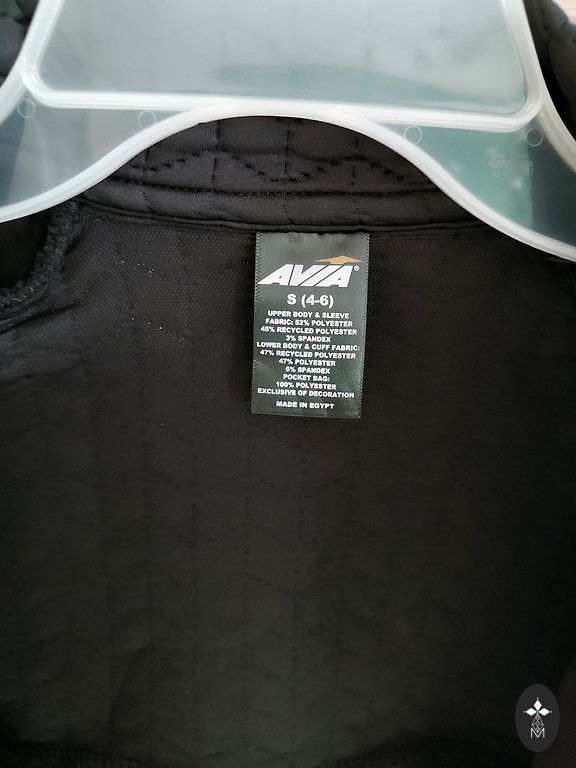 AVIA®
S (4-6)
UPPER BODY & SLEEVE
FABRIC: 52% POLYESTER
45% RECYCLED POLYESTER
3% SPANDEX
LOWER BODY & CUFF FABRIC:
47% RECYCLED POLYESTER
47% POLYESTER
6% SPANDEX
POCKET BAG:
100% POLYESTER
EXCLUSIVE OF DECORATION
MADE IN EGYPT
M